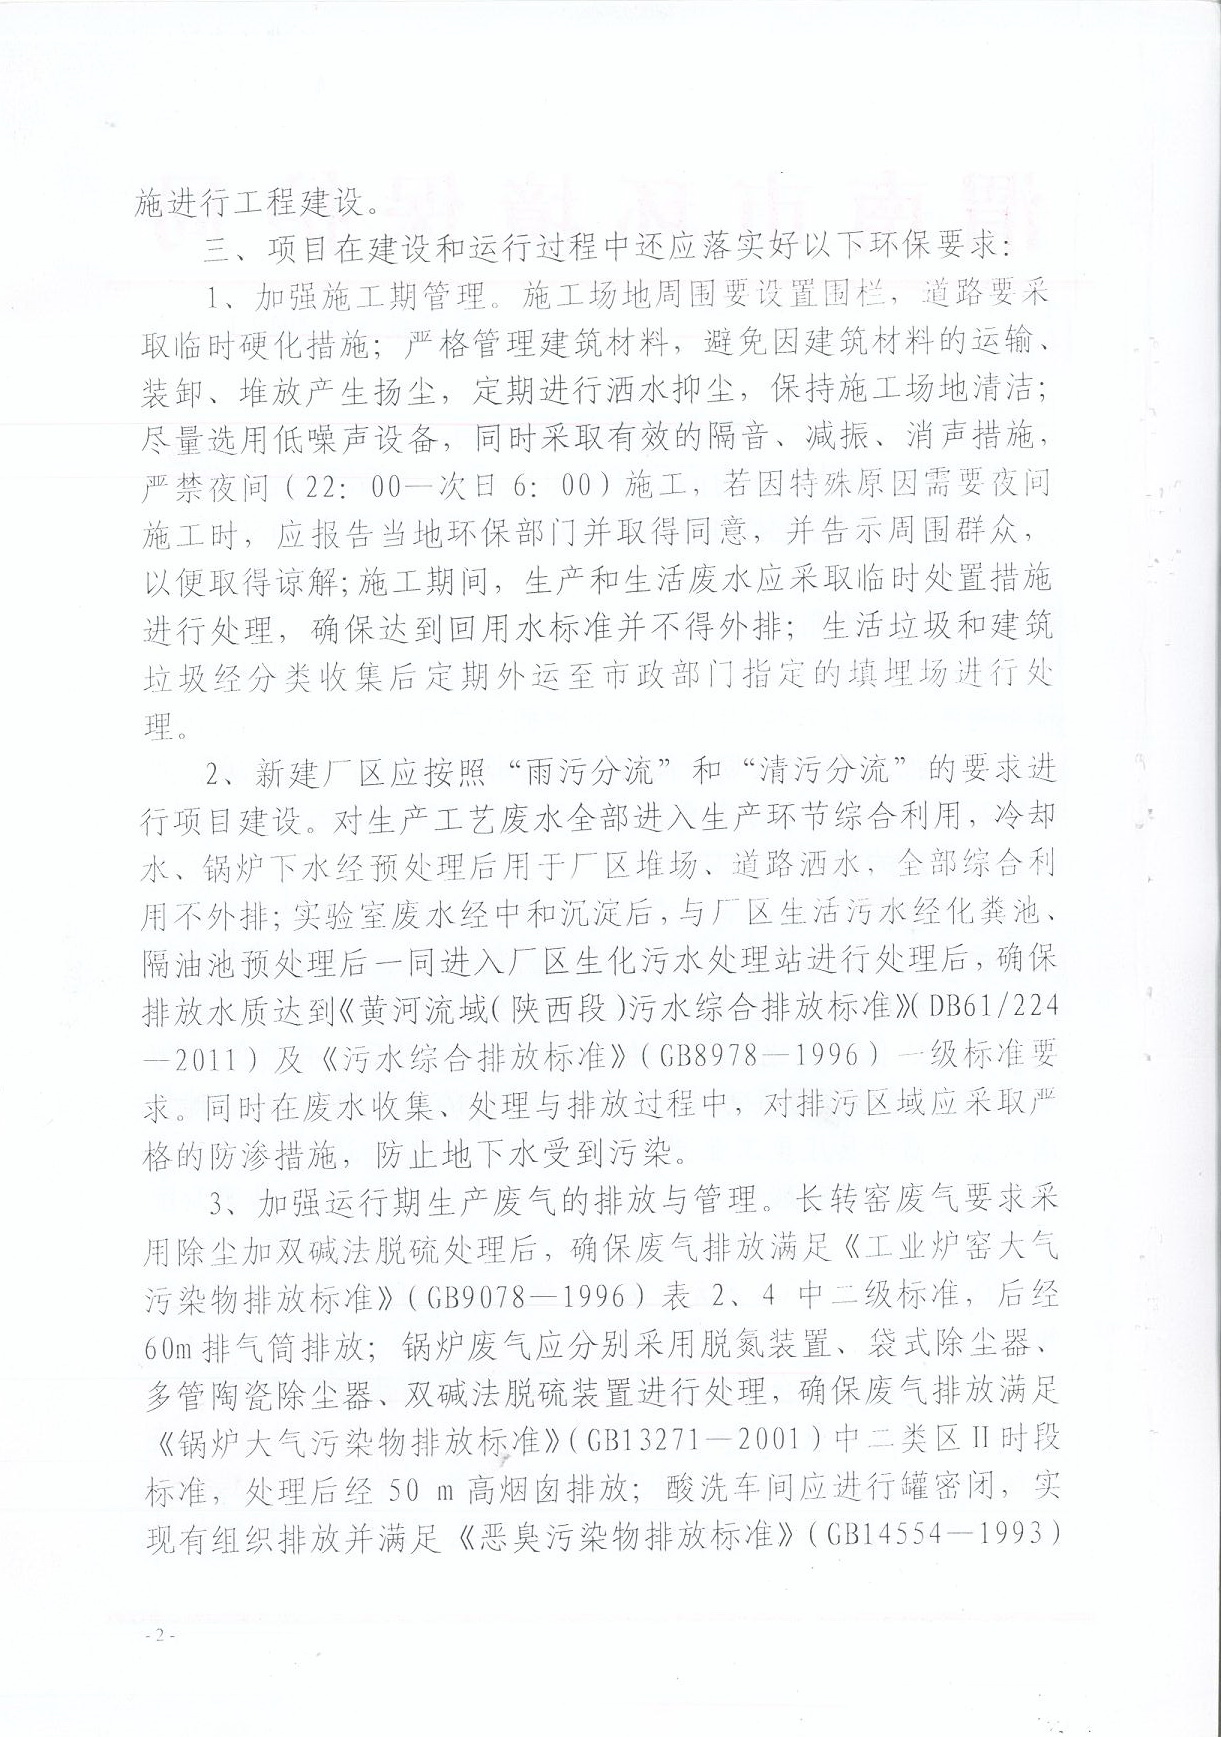 施进行工程建设。
三、项目在建设和运行过程中还应落实好以下环保要求：
1、加强施工期管理。施工场地周围要设置围栏，道路要采
取临时硬化措施；严格管理建筑材料，避免因建筑材料的运输、
装卸、堆放产生扬尘，定期进行洒水抑尘，保持施工场地清洁；
尽量选用低噪声设备，同时采取有效的隔音、减振、消声措施，
严禁夜间（22：00—次日6：00）施工，若因特殊原因需要夜间
施工时，应报告当地环保部门并取得同意，并告示周围群众，
以便取得谅解；施工期间，生产和生活废水应采取临时处置措施
进行处理，确保达到回用水标准并不得外排；生活垃圾和建筑
垃圾经分类收集后定期外运至市政部门指定的填埋场进行处
理。
2、新建厂区应按照“雨污分流”和“清污分流”的要求进
行项目建设。对生产工艺废水全部进入生产环节综合利用，冷却
水、锅炉下水经预处理后用于厂区堆场、道路洒水，全部综合利
用不外排；实验室废水经中和沉淀后，与厂区生活污水经化粪池、
隔油池预处理后一同进入厂区生化污水处理站进行处理后，确保
排放水质达到《黄河流域（陕西段）污水综合排放标准》（DB61/224
—2011）及《污水综合排放标准》（GB8978—1996）一级标准要
求。同时在废水收集、处理与排放过程中，对排污区域应采取严
格的防渗措施，防止地下水受到污染。
3、加强运行期生产废气的排放与管理。长转窑废气要求采
用除尘加双碱法脱硫处理后，确保废气排放满足《工业炉窑大气
污染物排放标准》（GB9078—1996）表 2、4 中二级标准，后经
60m排气筒排放；锅炉废气应分别采用脱氮装置、袋式除尘器、
多管陶瓷除尘器、双碱法脱硫装置进行处理，确保废气排放满足
《锅炉大气污染物排放标准》（GB13271—2001）中二类区Ⅱ时段
标准，处理后经 50 m高烟囱排放；酸洗车间应进行罐密闭，实
现有组织排放并满足《恶臭污染物排放标准》（GB14554—1993）
-2-